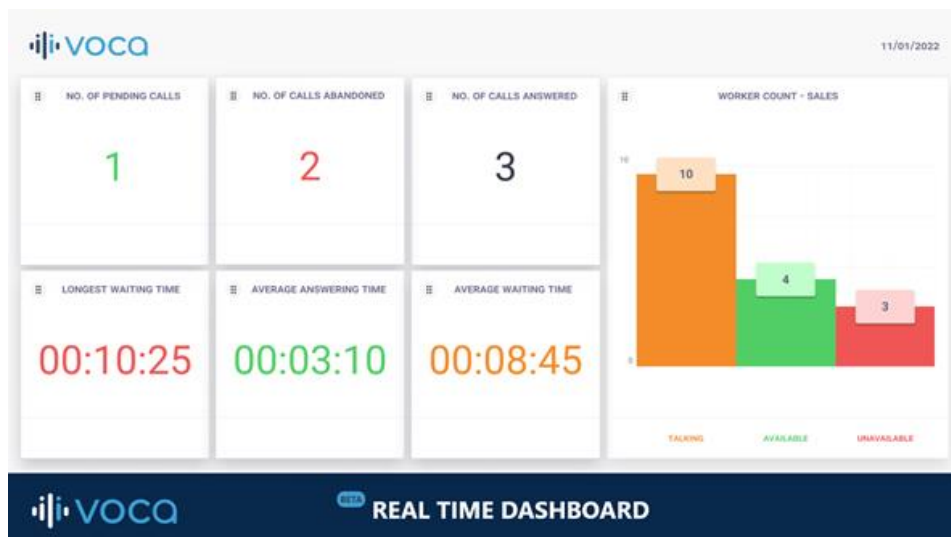 voca
11/01/2022
NO. OF PENDING CALLS
1
NO. OF CALLS ABANDONED
2
NO. OF CALLS ANSWERED
3
WORKER COUNT - SALES
10
10
4
3
0
TALKING
AVAILABLE
UNAVAILABLE
LONGEST WAITING TIME
00:10:25
AVERAGE ANSWERING TIME
00:03:10
AVERAGE WAITING TIME
00:08:45
voca
BETA REAL TIME DASHBOARD